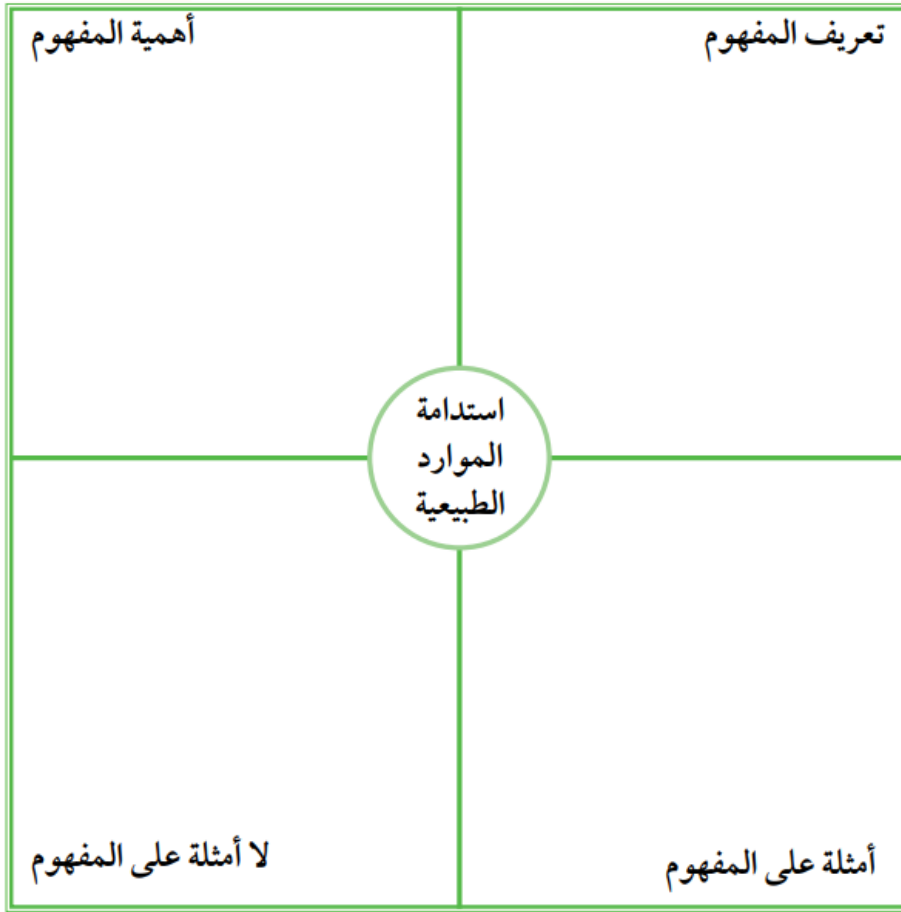 تعريف المفهوم
أهمية المفهوم
استدامة
الموارد
الطبيعية
أمثلة على المفهوم
لا أمثلة على المفهوم